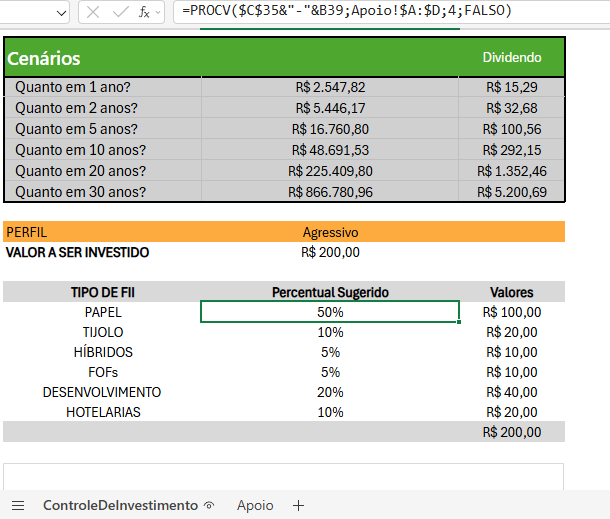 fx =PROCV($C$35&"-"&B39;Apoio!$A:$D;4;FALSO)
Cenários Dividendo
Quanto em 1 ano? R$ 2.547,82 R$ 15,29
Quanto em 2 anos? R$ 5.446,17 R$ 32,68
Quanto em 5 anos? R$ 16.760,80 R$ 100,56
Quanto em 10 anos? R$ 48.691,53 R$ 292,15
Quanto em 20 anos? R$ 225.409,80 R$ 1.352,46
Quanto em 30 anos? R$ 866.780,96 R$ 5.200,69
PERFIL Agressivo
VALOR A SER INVESTIDO R$ 200,00
TIPO DE FII Percentual Sugerido Valores
PAPEL 50% R$ 100,00
TIJOLO 10% R$ 20,00
HÍBRIDOS 5% R$ 10,00
FOFs 5% R$ 10,00
DESENVOLVIMENTO 20% R$ 40,00
HOTELARIAS 10% R$ 20,00
R$ 200,00
ControleDeInvestimento Apoio